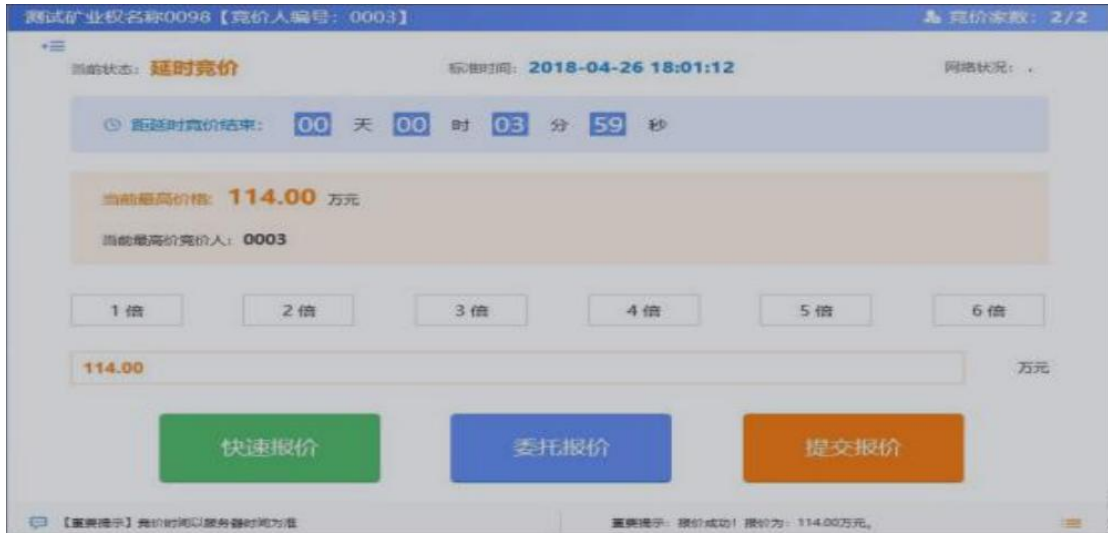 测试矿业权名称0098【竞价人编号：0003】 竞价家数：2/2
当前状态：延时竞价 标准时间：2018-04-26 18:01:12 网络状况：
距延时竞价结束：00 天 00 时 03 分 59 秒
当前最高价格：114.00 万元
当前最高价竞价人：0003
1 倍 2 倍 3 倍 4 倍 5 倍 6 倍
114.00 万元
快速报价 委托报价 提交报价
【重要提示】竞价时间以服务器时间为准 重要提示：报价成功！报价为：114.00万元。